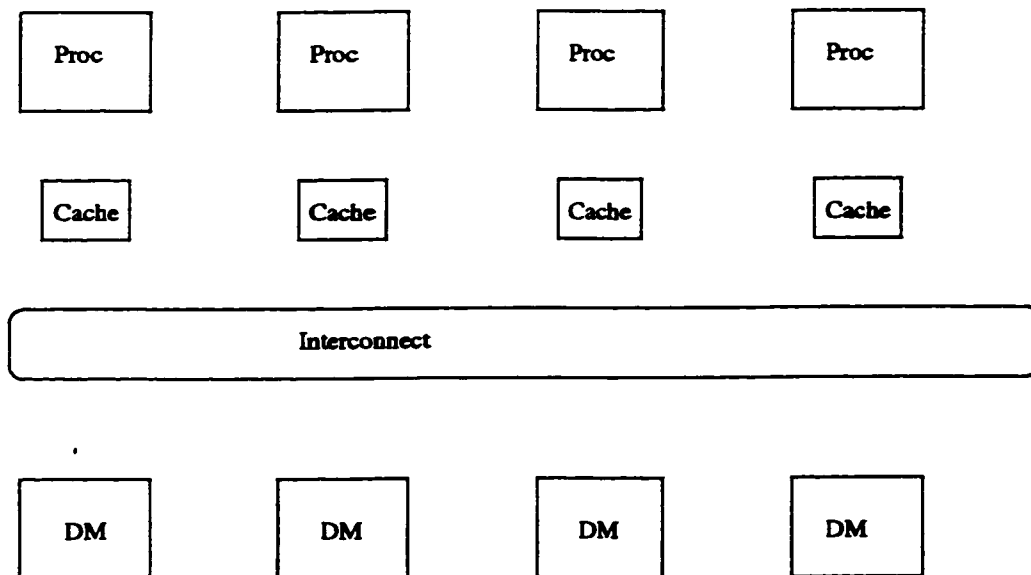 Proc Proc Proc Proc
Cache Cache Cache Cache
Interconnect
DM DM DM DM